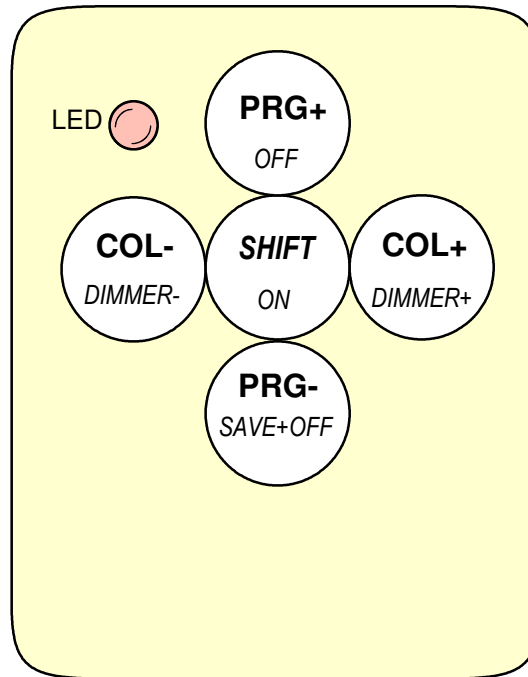 LED
PRG+
OFF
COL-
DIMMER-
SHIFT
ON
COL+
DIMMER+
PRG-
SAVE+OFF